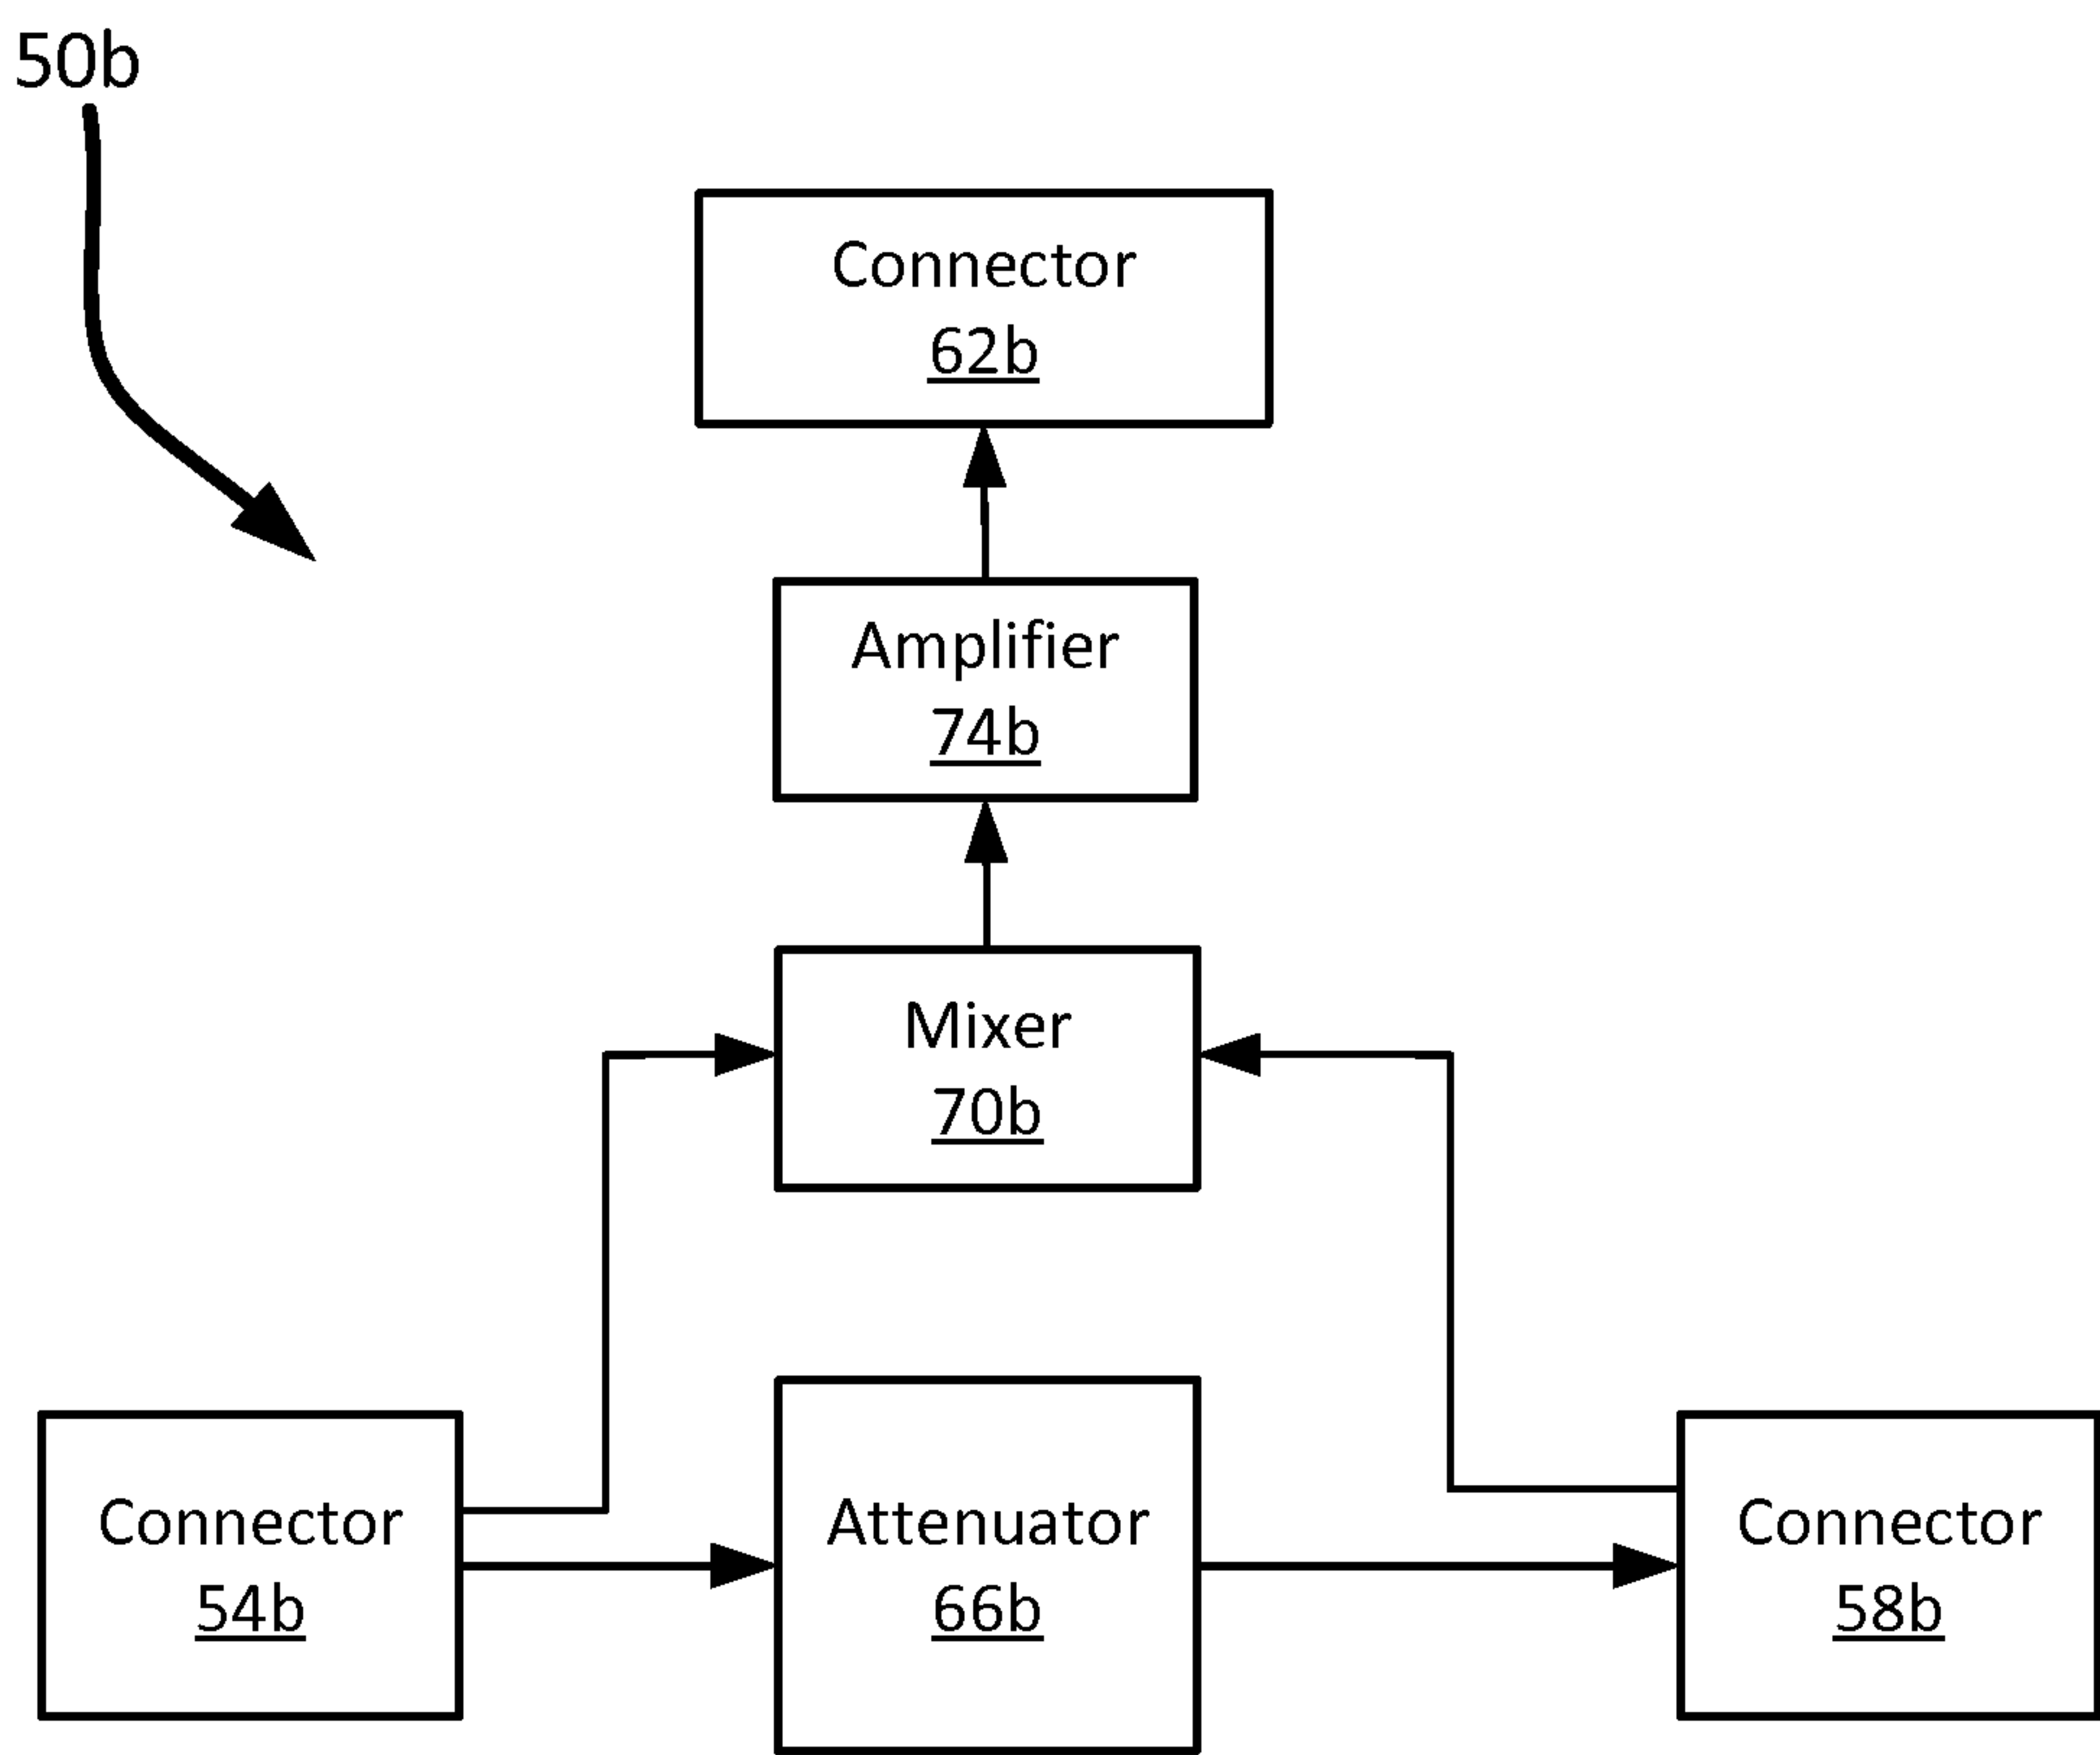 50b
Connector
62b
Amplifier
74b
Mixer
70b
Connector
54b
Attenuator
66b
Connector
58b